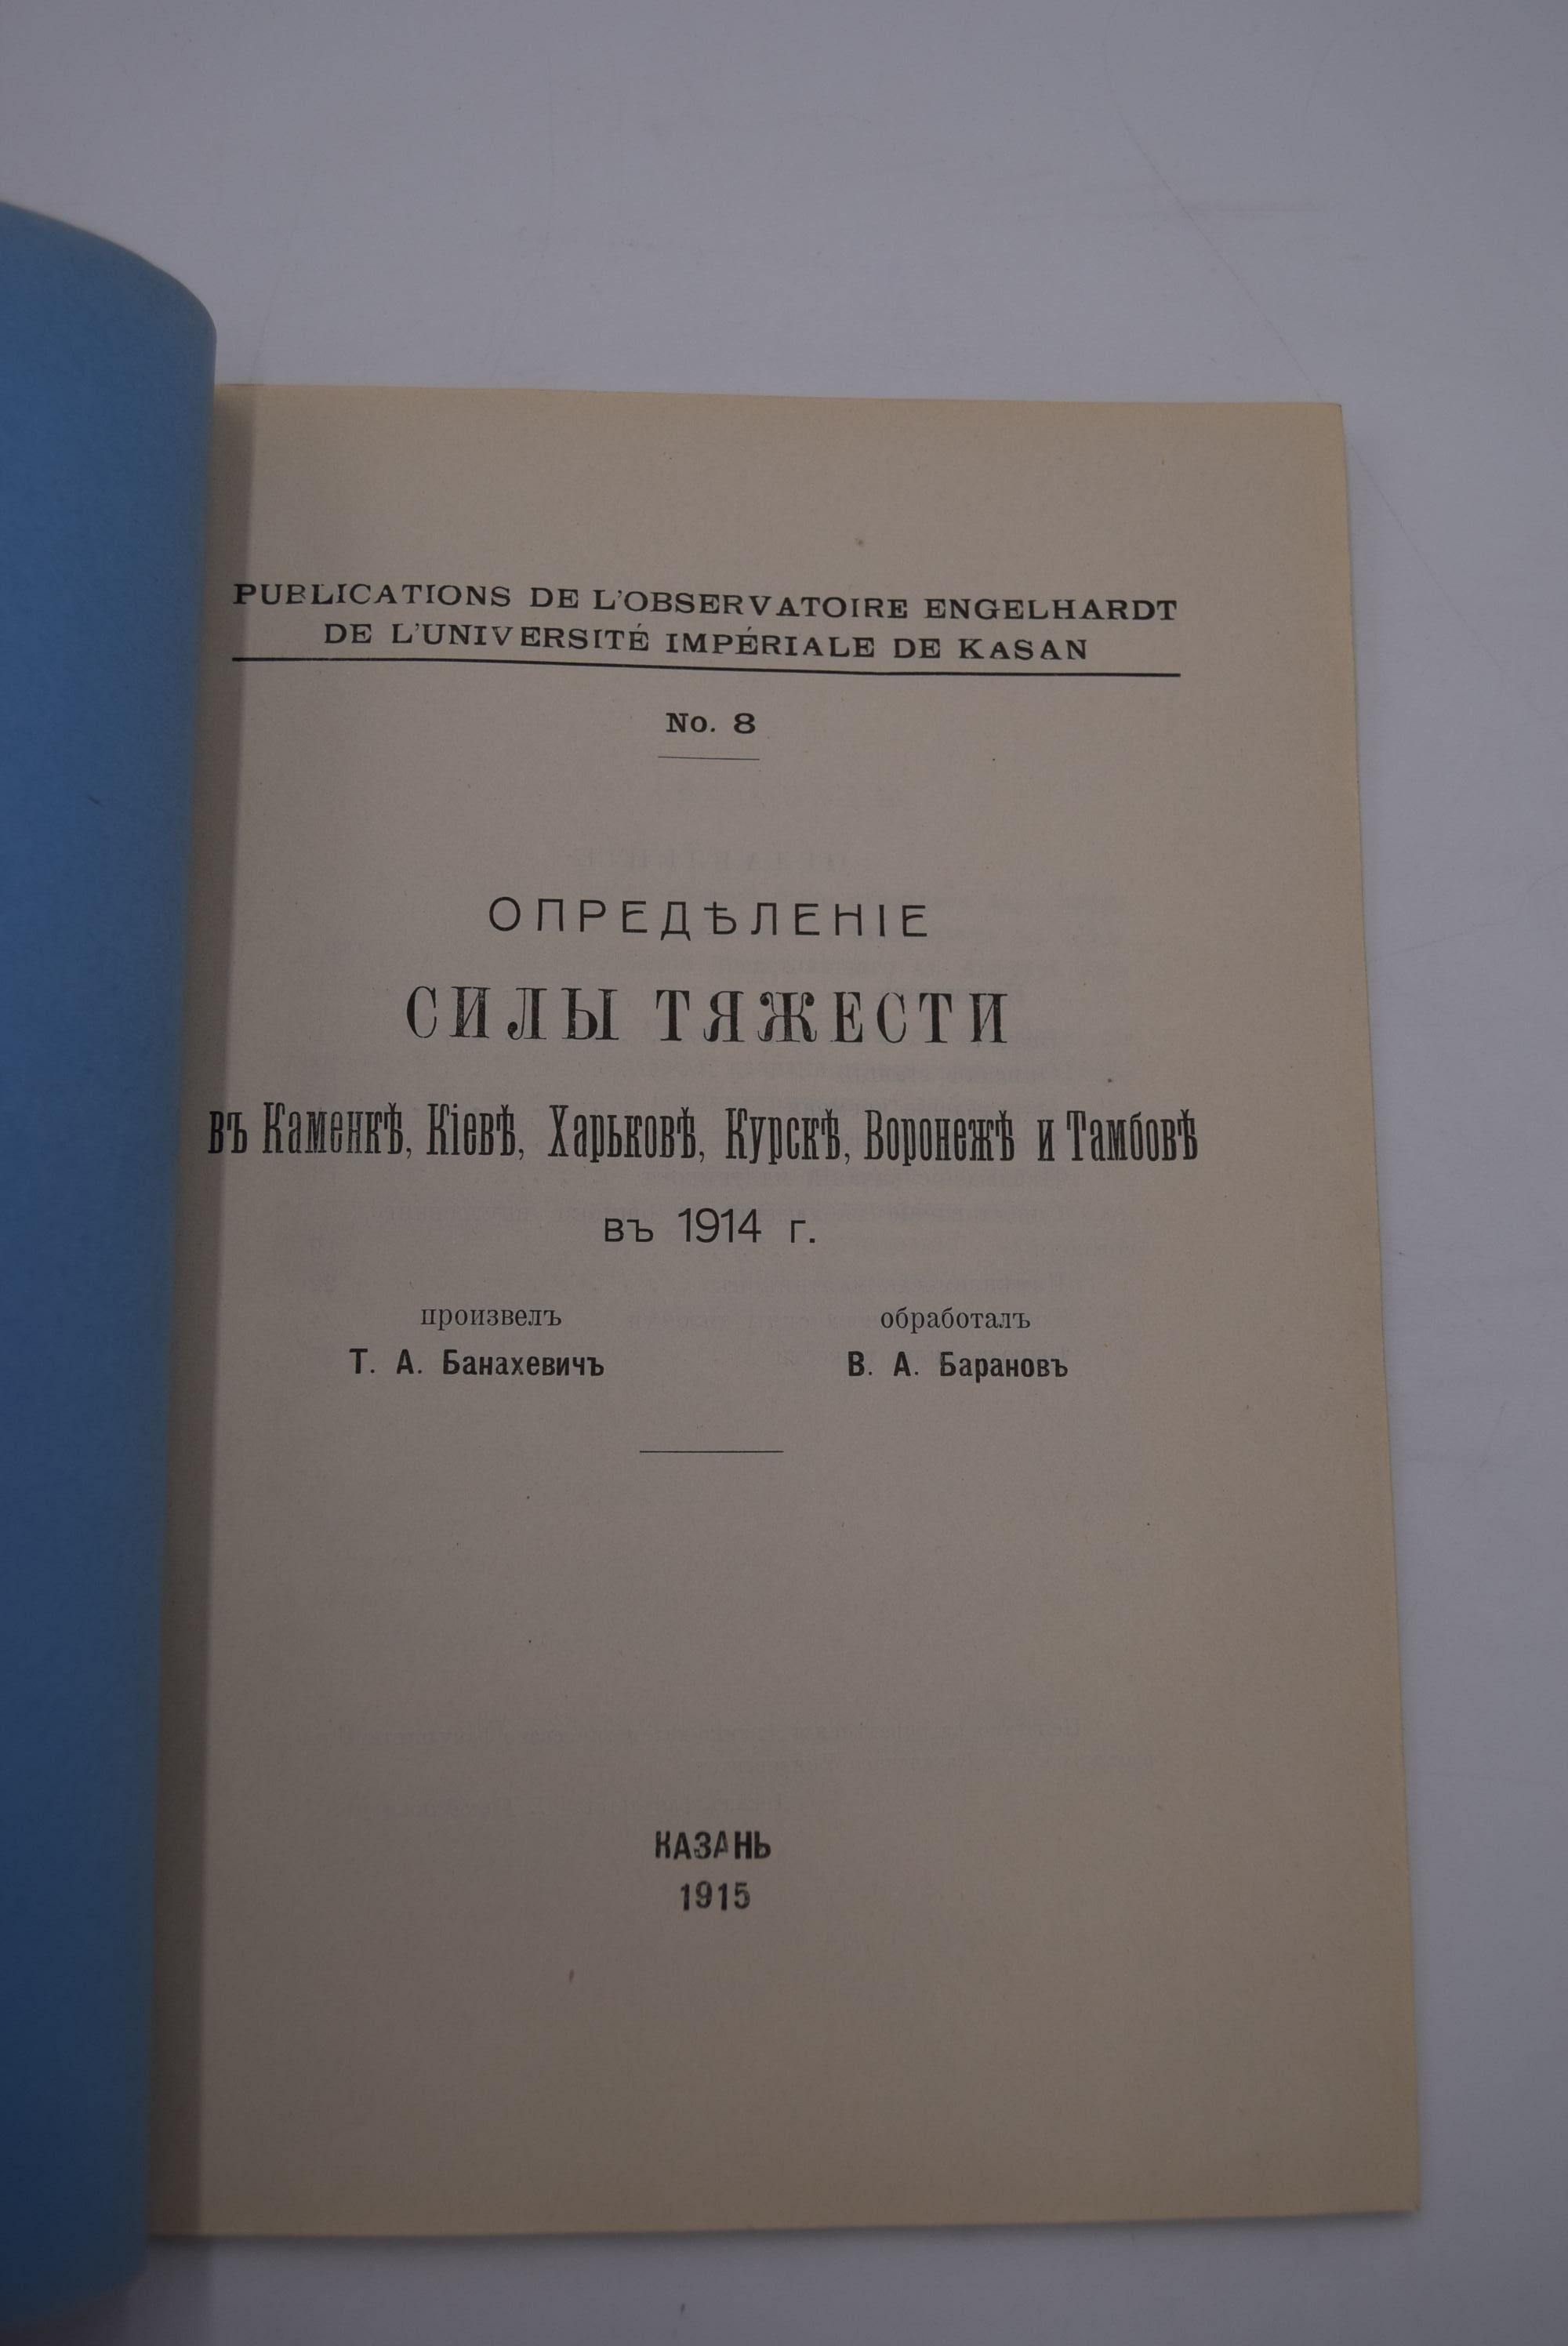 PUBLICATIONS DE L'OBSERVATOIRE ENGELHARDT
DE L'UNIVERSITÉ IMPÉRIALE DE KASAN
No. 8
ОПРЕДѢЛЕНІЕ
СИЛЫ ТЯЖЕСТИ
въ Каменкѣ, Кіевѣ, Харьковѣ, Курскѣ, Воронежѣ и Тамбовѣ
въ 1914 г.
произвелъ обработалъ
Т. А. Банахевичъ В. А. Барановъ
КАЗАНЬ
1915